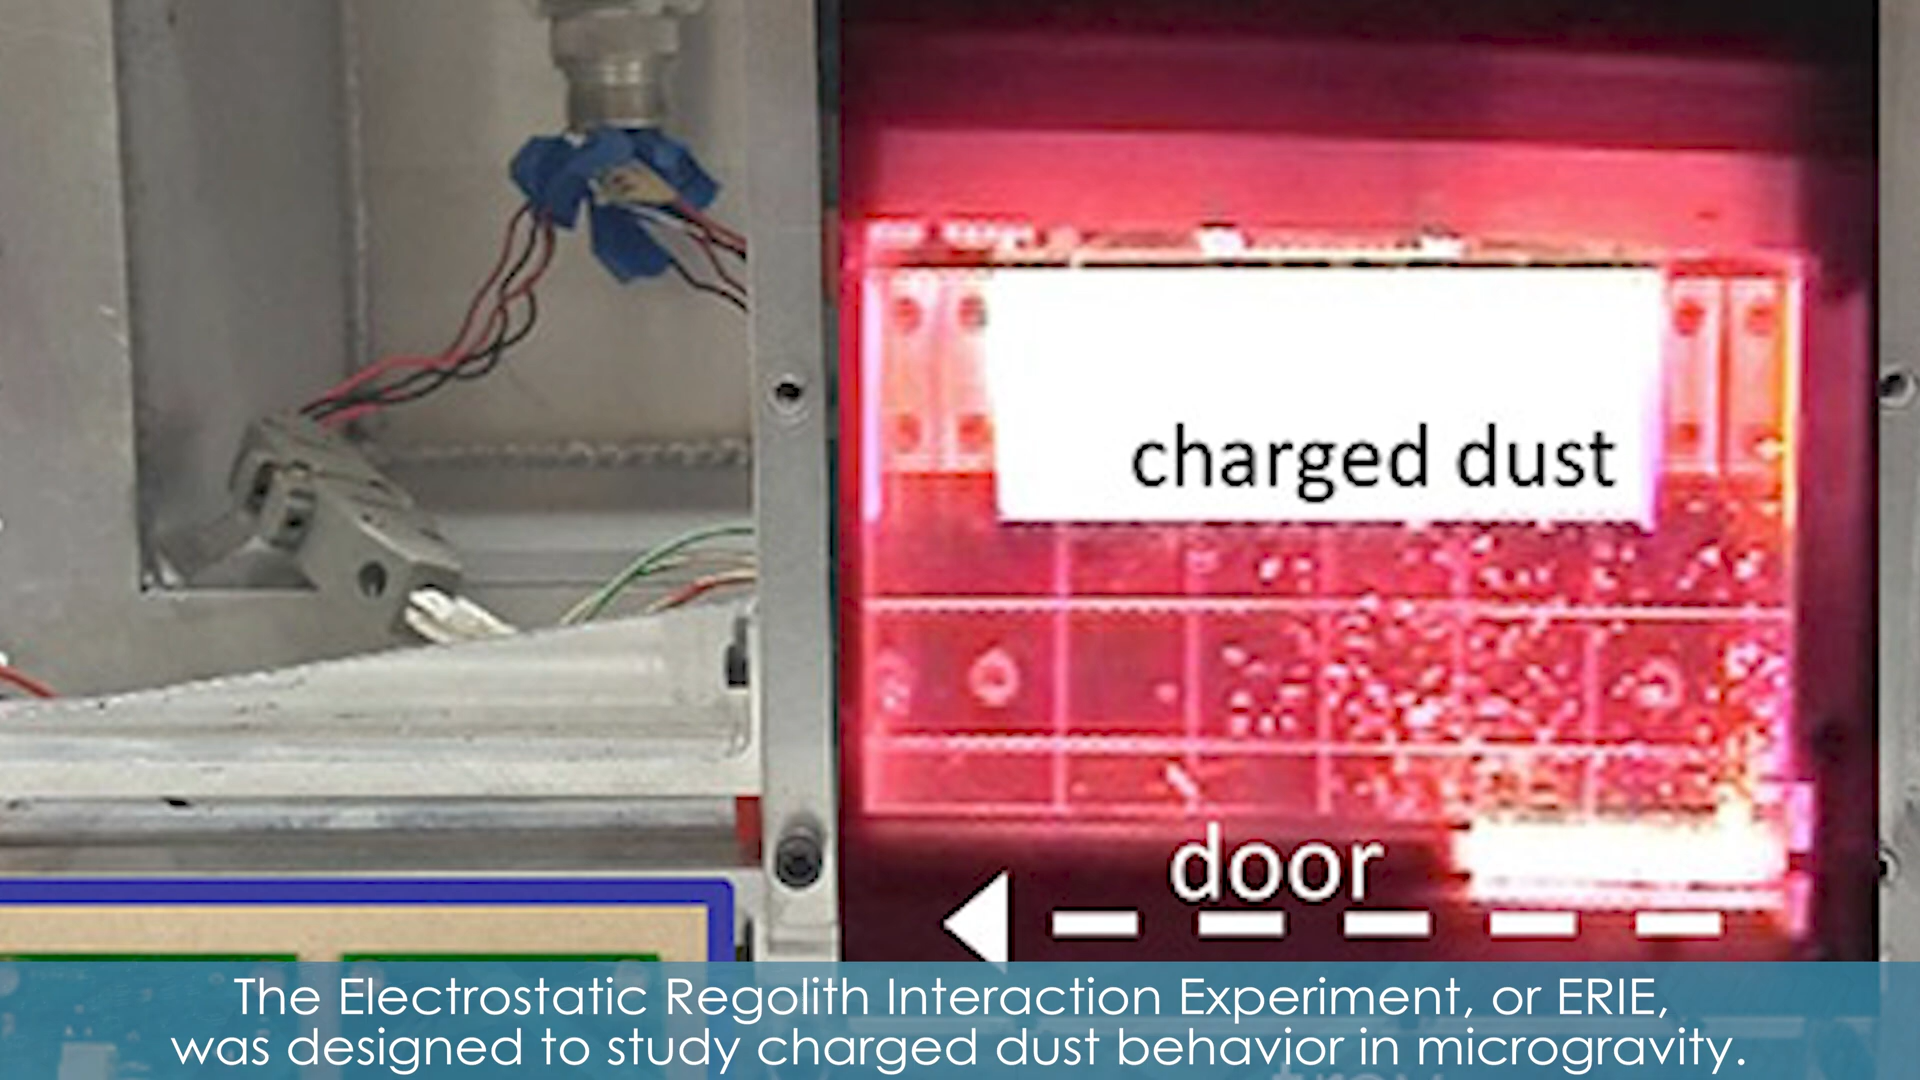 charged dust
door
The Electrostatic Regolith Interaction Experiment, or ERIE,
was designed to study charged dust behavior in microgravity.